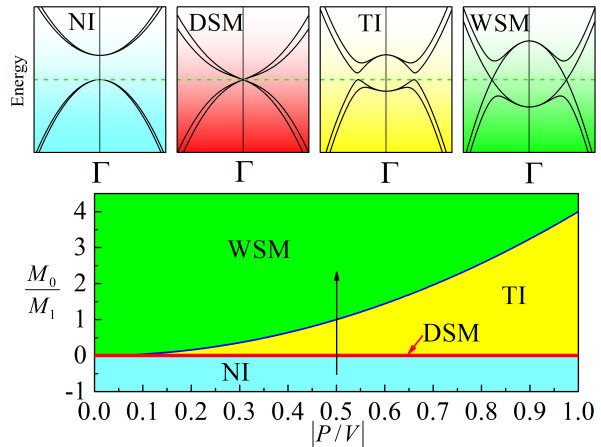 NI DSM TI WSM
Energy
Γ Γ Γ Γ
4
3
2
1
0
-1
M₀/M₁
WSM
TI
DSM
NI
0.0 0.1 0.2 0.3 0.4 0.5 0.6 0.7 0.8 0.9 1.0
|P/V|